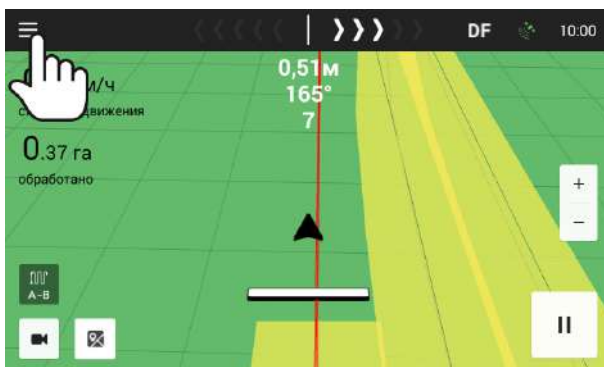 DF 10:00
0,51м
165°
7
м/ч
движения
0.37 га
обработано
+
−
A-B